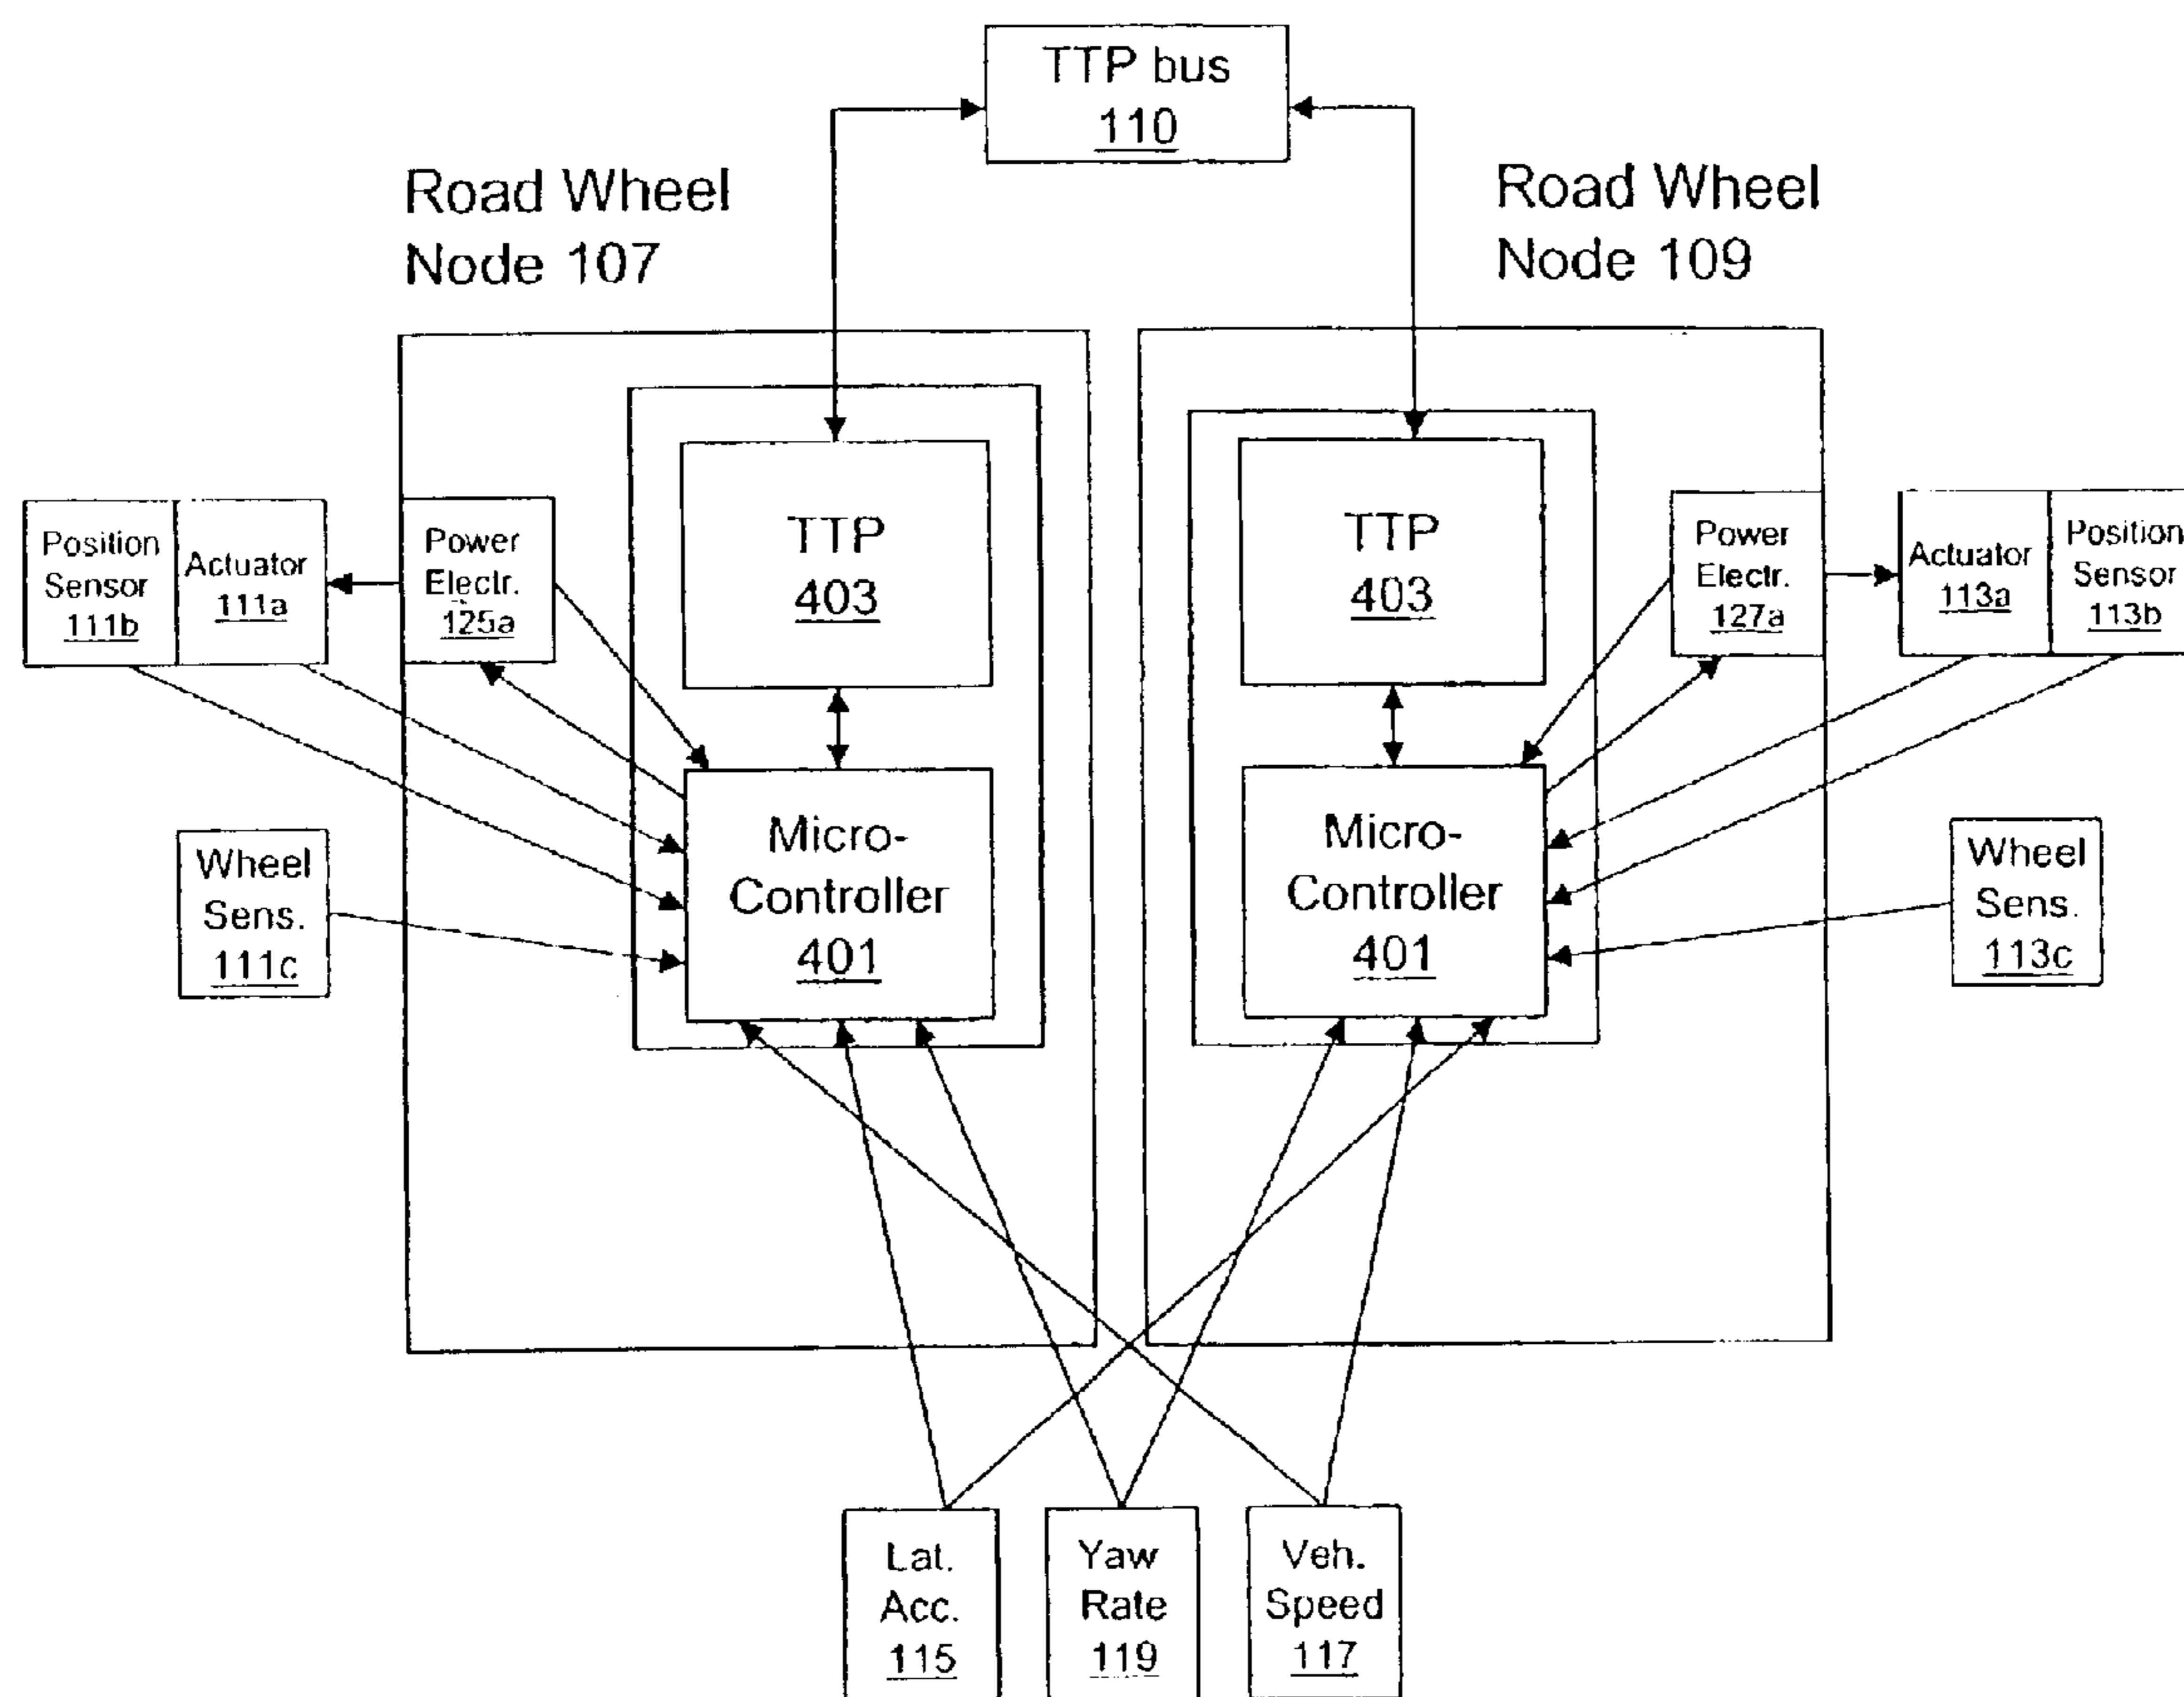 TTP bus
110
Road Wheel
Node 107
Road Wheel
Node 109
Position
Sensor
111b
Actuator
111a
Power
Electr.
125a
TTP
403
TTP
403
Power
Electr.
127a
Actuator
113a
Position
Sensor
113b
Wheel
Sens.
111c
Micro-
Controller
401
Micro-
Controller
401
Wheel
Sens.
113c
Lat.
Acc.
115
Yaw
Rate
119
Veh.
Speed
117